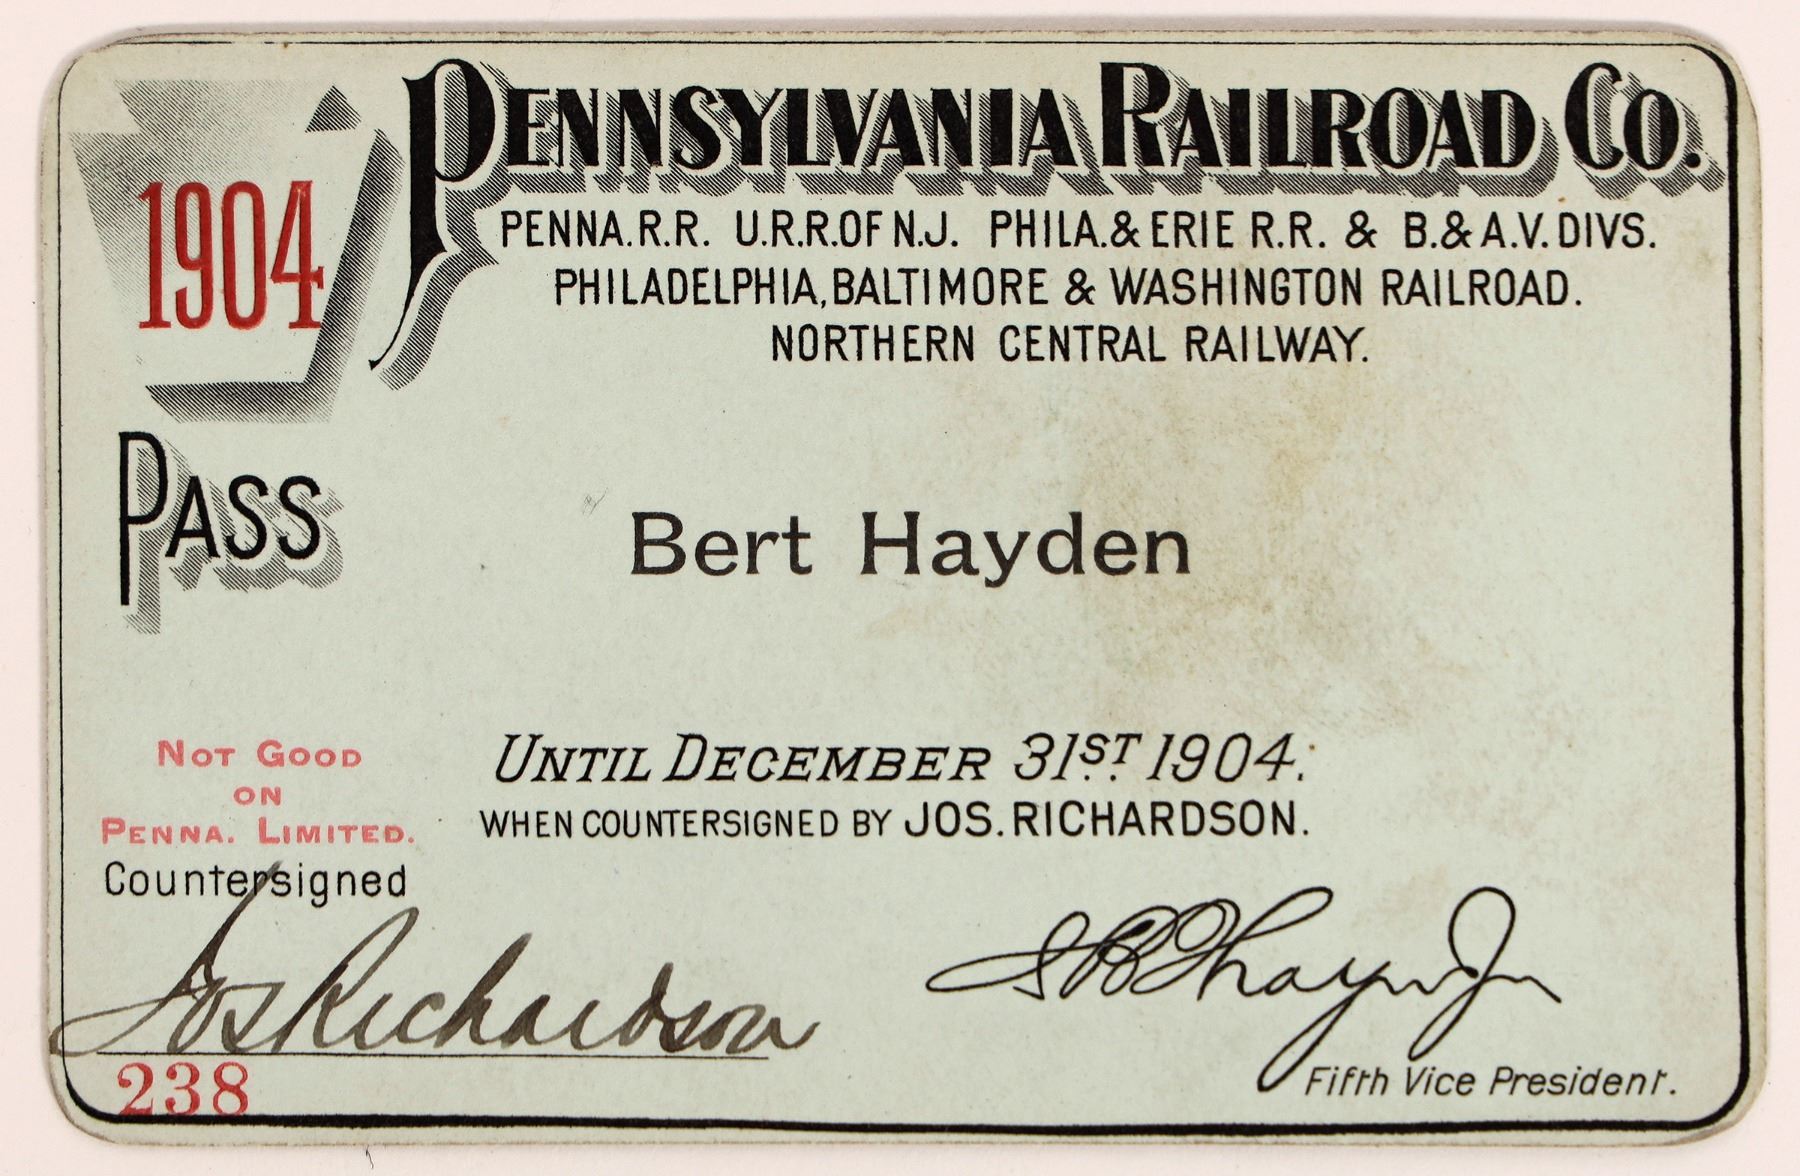 PENNSYLVANIA RAILROAD CO.
1904
PENNA.R.R. U.R.R.OF N.J. PHILA.& ERIE R.R. & B.& A.V. DIVS.
PHILADELPHIA, BALTIMORE & WASHINGTON RAILROAD.
NORTHERN CENTRAL RAILWAY.
PASS
Bert Hayden
UNTIL DECEMBER 31ST. 1904.
WHEN COUNTERSIGNED BY JOS. RICHARDSON.
NOT GOOD
ON
PENNA. LIMITED.
Countersigned
Jos Richardson
238
Fifth Vice President.